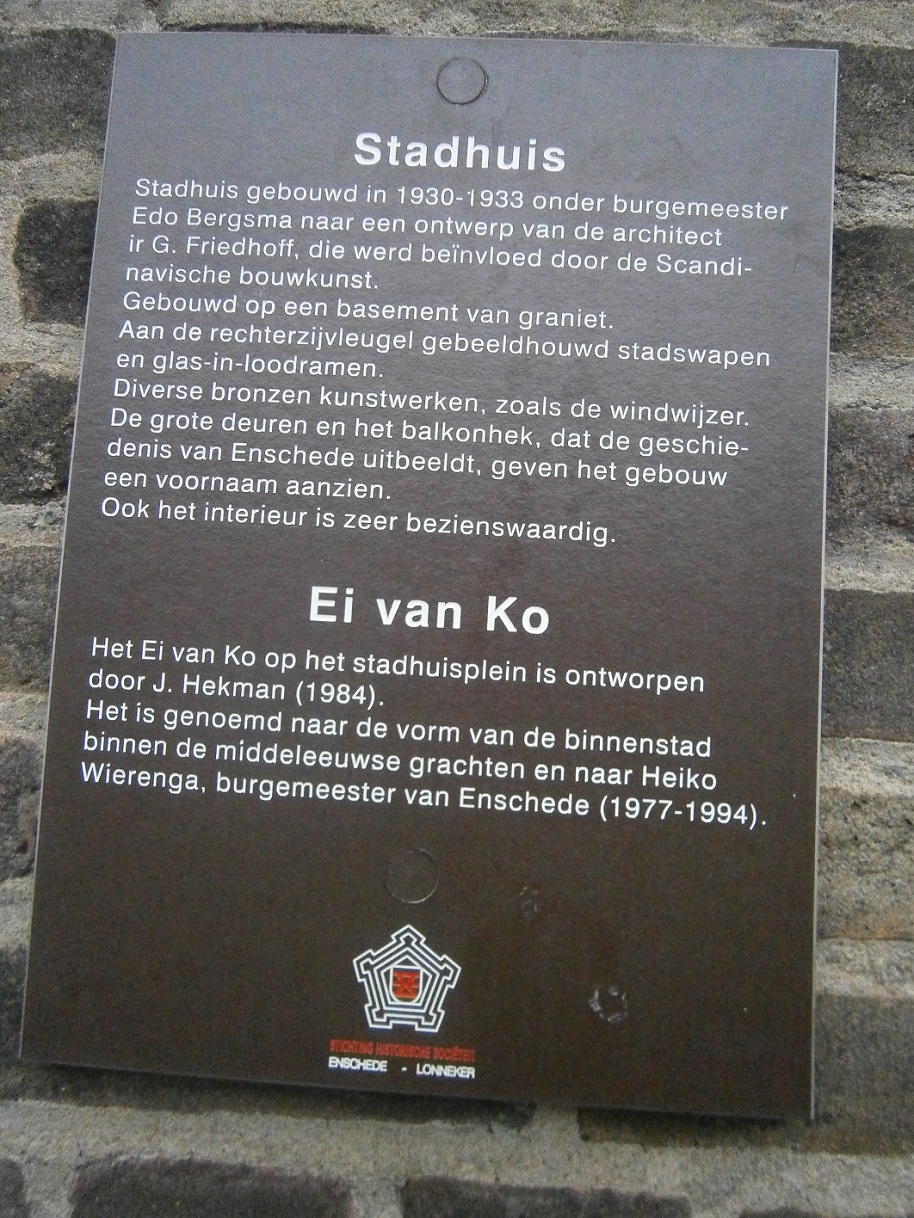 Stadhuis
Stadhuis gebouwd in 1930-1933 onder burgemeester
Edo Bergsma naar een ontwerp van de architect
ir G. Friedhoff, die werd beïnvloed door de Scandi-
navische bouwkunst.
Gebouwd op een basement van graniet.
Aan de rechterzijvleugel gebeeldhouwd stadswapen
en glas-in-loodramen.
Diverse bronzen kunstwerken, zoals de windwijzer.
De grote deuren en het balkonhek, dat de geschie-
denis van Enschede uitbeeldt, geven het gebouw
een voornaam aanzien.
Ook het interieur is zeer bezienswaardig.
Ei van Ko
Het Ei van Ko op het stadhuisplein is ontworpen
door J. Hekman (1984).
Het is genoemd naar de vorm van de binnenstad
binnen de middeleeuwse grachten en naar Heiko
Wierenga, burgemeester van Enschede (1977-1994).
STICHTING HISTORISCHE SOCIËTEIT
ENSCHEDE - LONNEKER